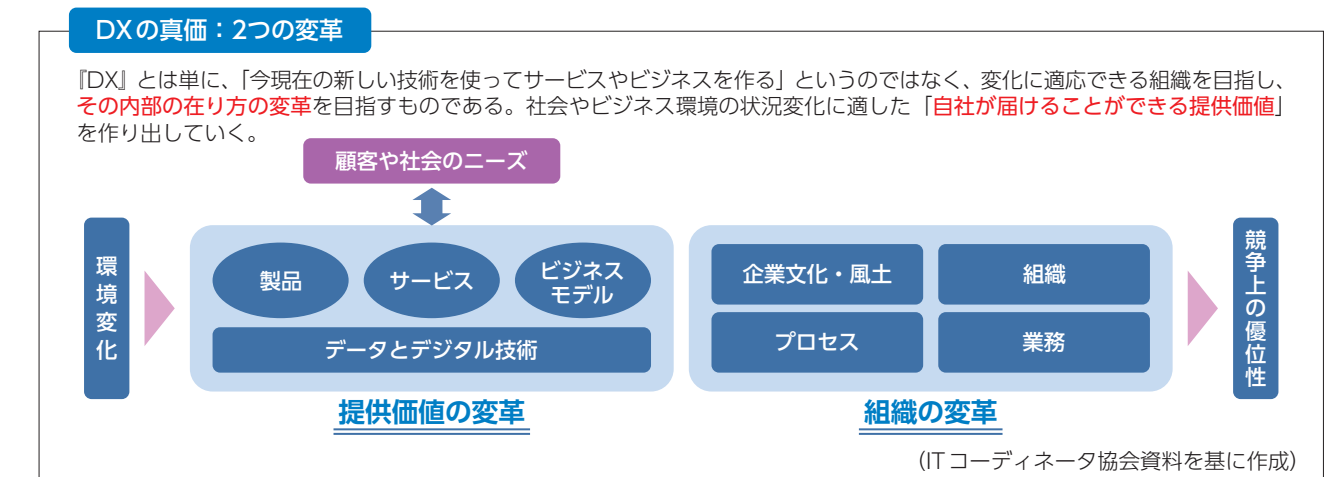 DXの真価：2つの変革
『DX』とは単に、「今現在の新しい技術を使ってサービスやビジネスを作る」というのではなく、変化に適応できる組織を目指し、
その内部の在り方の変革を目指すものである。社会やビジネス環境の状況変化に適した「自社が届けることができる提供価値」
を作り出していく。
顧客や社会のニーズ
環境変化
製品
サービス
ビジネス
モデル
データとデジタル技術
提供価値の変革
企業文化・風土
組織
プロセス
業務
組織の変革
競争上の優位性
（ITコーディネータ協会資料を基に作成）